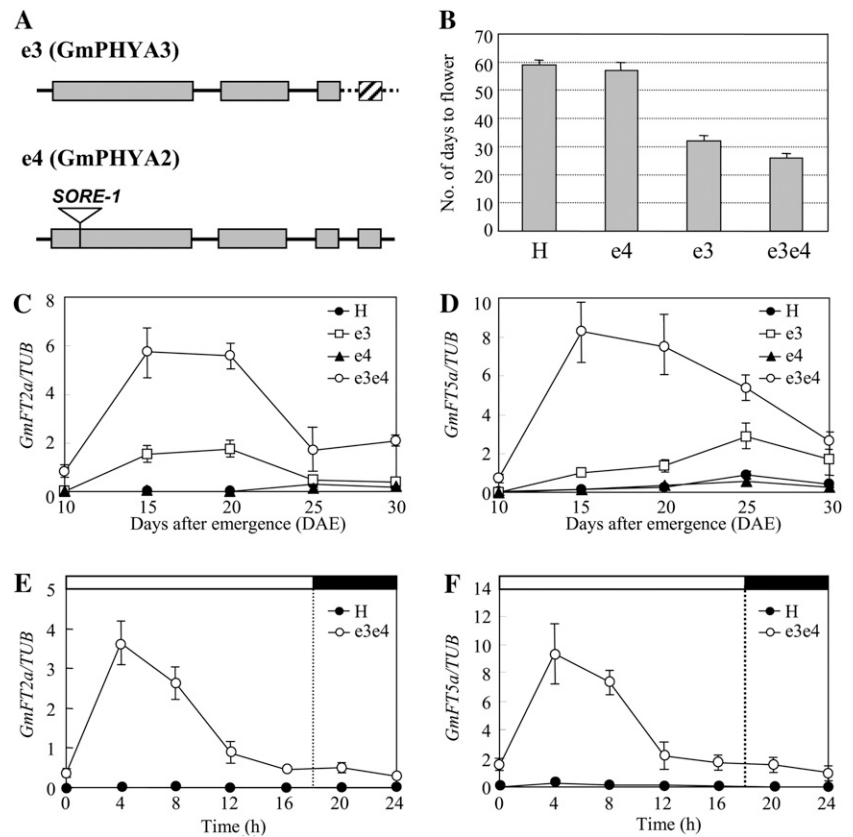 A
e3 (GmPHYA3)
e4 (GmPHYA2)
SORE-1
B
No. of days to flower
70
60
50
40
30
20
10
0
H e4 e3 e3e4
C
GmFT2a/TUB
8
6
4
2
0
H
e3
e4
e3e4
10 15 20 25 30
Days after emergence (DAE)
D
GmFT5a/TUB
10
8
6
4
2
0
H
e3
e4
e3e4
10 15 20 25 30
Days after emergence (DAE)
E
GmFT2a/TUB
5
4
3
2
1
0
H
e3e4
0 4 8 12 16 20 24
Time (h)
F
GmFT5a/TUB
14
12
10
8
6
4
2
0
H
e3e4
0 4 8 12 16 20 24
Time (h)